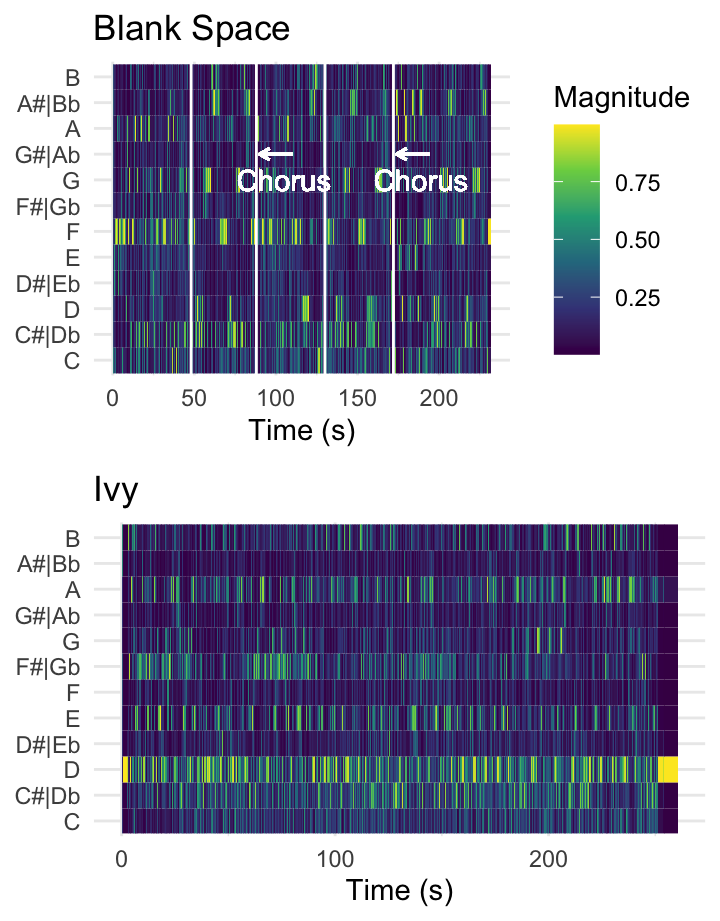 Blank Space
B
A#|Bb
A
G#|Ab
G
F#|Gb
F
E
D#|Eb
D
C#|Db
C
Chorus
Chorus
0 50 100 150 200
Time (s)
Magnitude
0.75
0.50
0.25
Ivy
B
A#|Bb
A
G#|Ab
G
F#|Gb
F
E
D#|Eb
D
C#|Db
C
0 100 200
Time (s)